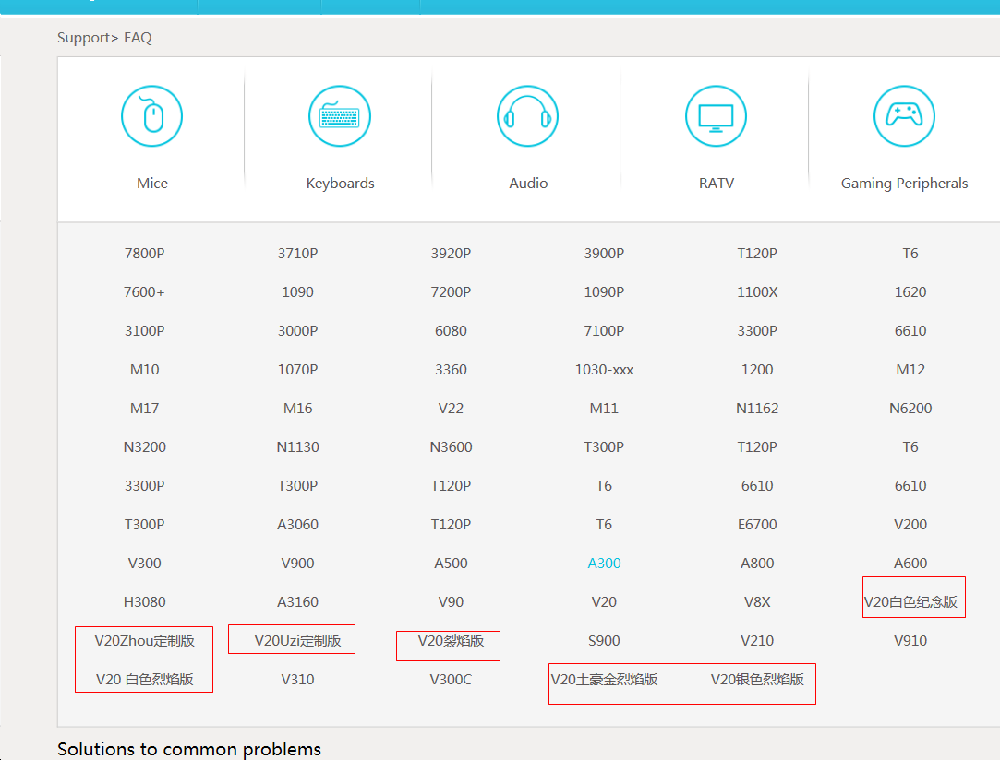 Support> FAQ
Mice Keyboards Audio RATV Gaming Peripherals
7800P 3710P 3920P 3900P T120P T6
7600+ 1090 7200P 1090P 1100X 1620
3100P 3000P 6080 7100P 3300P 6610
M10 1070P 3360 1030-xxx 1200 M12
M17 M16 V22 M11 N1162 N6200
N3200 N1130 N3600 T300P T120P T6
3300P T300P T120P T6 6610 6610
T300P A3060 T120P T6 E6700 V200
V300 V900 A500 A300 A800 A600
H3080 A3160 V90 V20 V8X V20白色纪念版
V20Zhou定制版 V20Uzi定制版 V20裂焰版 S900 V210 V910
V20 白色烈焰版 V310 V300C V20土豪金烈焰版 V20银色烈焰版
Solutions to common problems